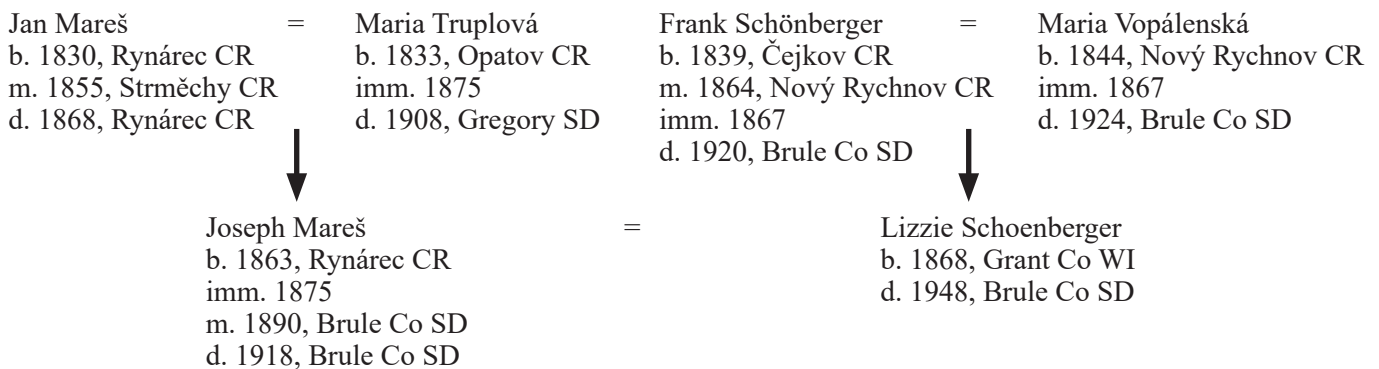 Jan Mareš = Maria Truplová Frank Schönberger = Maria Vopálenská
b. 1830, Rynárec CR b. 1833, Opatov CR b. 1839, Čejkov CR b. 1844, Nový Rychnov CR
m. 1855, Strměchy CR imm. 1875 m. 1864, Nový Rychnov CR imm. 1867
d. 1868, Rynárec CR d. 1908, Gregory SD imm. 1867 d. 1924, Brule Co SD
d. 1920, Brule Co SD
Joseph Mareš = Lizzie Schoenberger
b. 1863, Rynárec CR b. 1868, Grant Co WI
imm. 1875 d. 1948, Brule Co SD
m. 1890, Brule Co SD
d. 1918, Brule Co SD